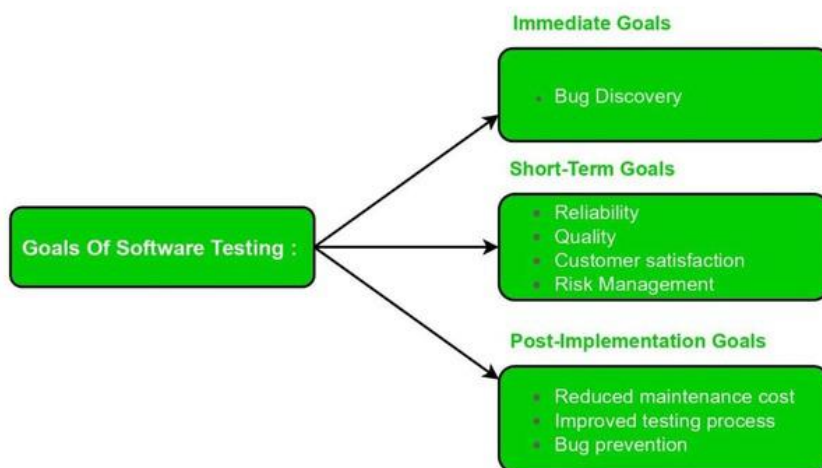 Immediate Goals
• Bug Discovery
Short-Term Goals
Goals Of Software Testing :
• Reliability
• Quality
• Customer satisfaction
• Risk Management
Post-Implementation Goals
• Reduced maintenance cost
• Improved testing process
• Bug prevention